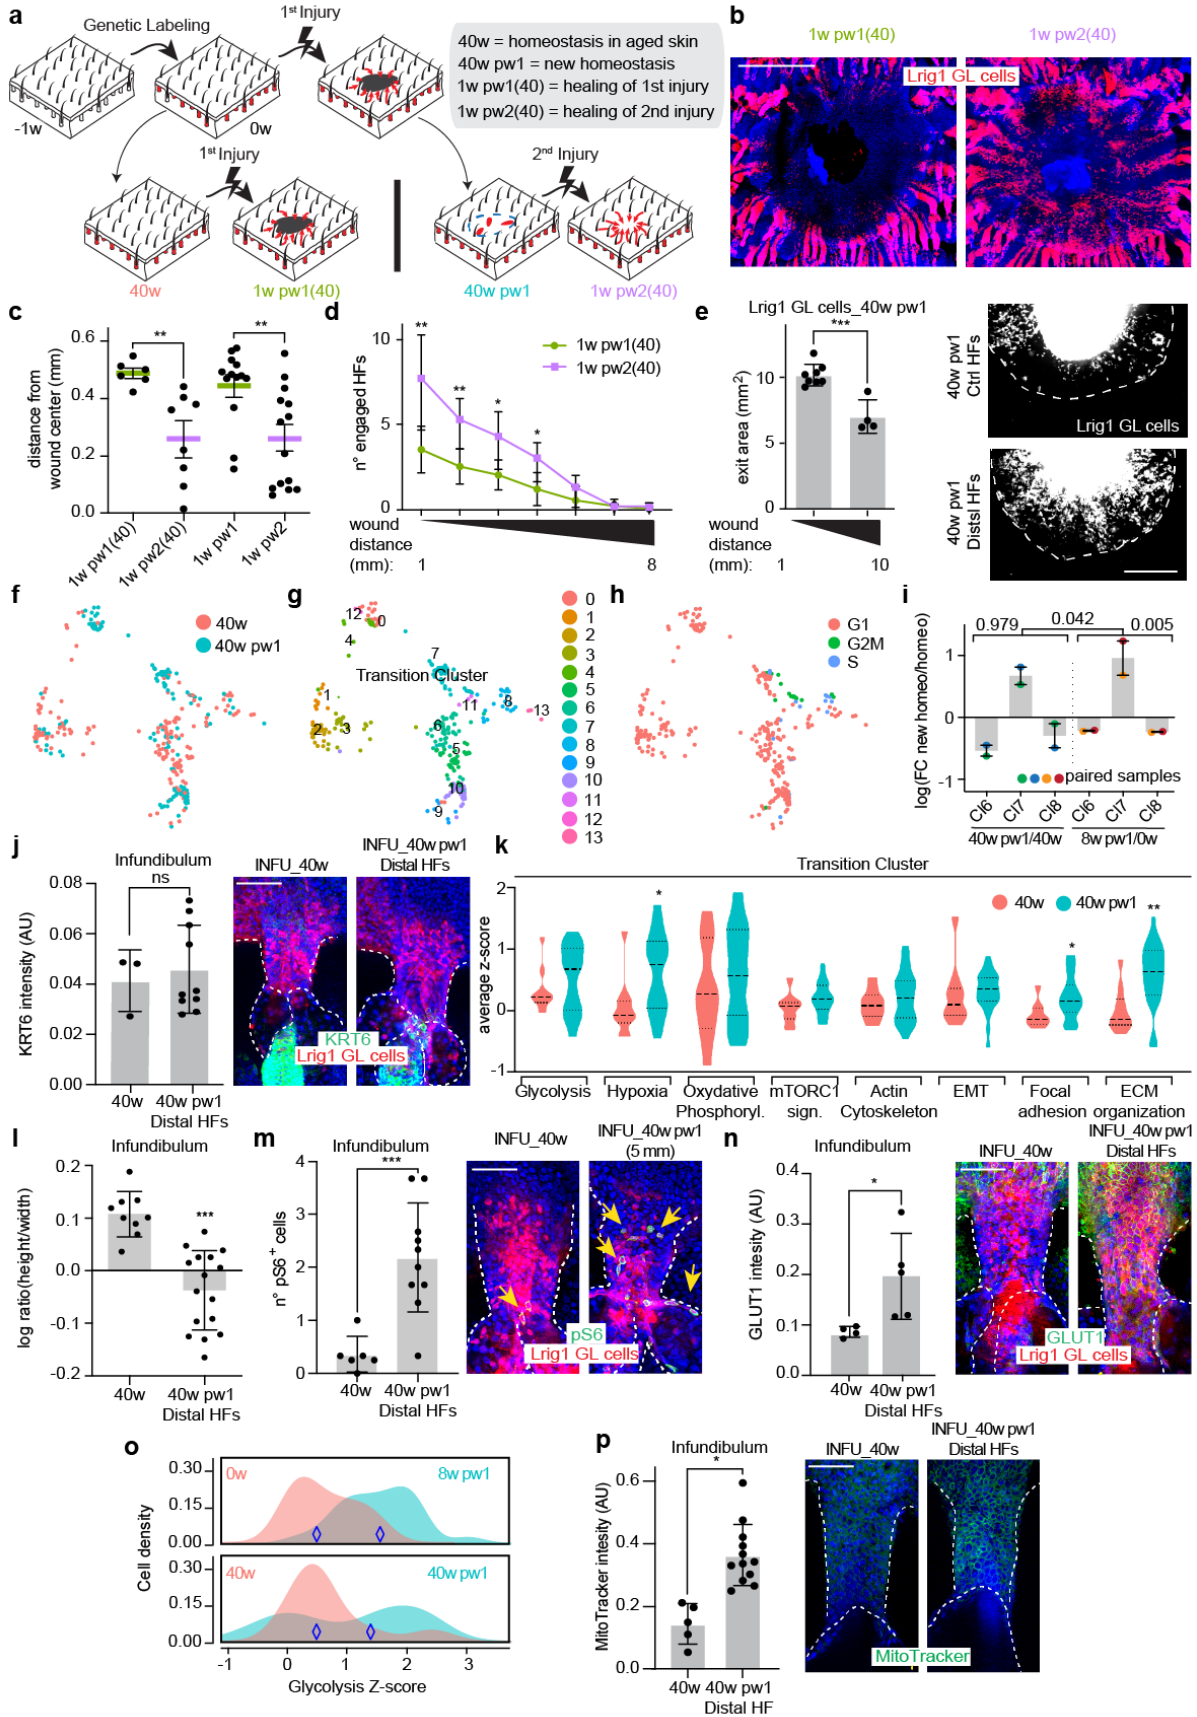 a
Genetic Labeling
1st Injury
-1w
0w
40w = homeostasis in aged skin
40w pw1 = new homeostasis
1w pw1(40) = healing of 1st injury
1w pw2(40) = healing of 2nd injury
1st Injury
2nd Injury
40w
1w pw1(40)
40w pw1
1w pw2(40)
b
1w pw1(40)
1w pw2(40)
Lrig1 GL cells
c
distance from
wound center (mm)
0.6
0.4
0.2
0.0
**
**
1w pw1(40)
1w pw2(40)
1w pw1
1w pw2
d
n° engaged HFs
10
5
0
**
**
*
*
1w pw1(40)
1w pw2(40)
wound
distance
(mm):
1
8
e
Lrig1 GL cells_40w pw1
***
exit area (mm²)
10
5
0
wound
distance
(mm):
1
10
40w pw1
Ctrl HFs
Lrig1 GL cells
40w pw1
Distsl HFs
f
40w
40w pw1
g
12
0
4
7
Transition Cluster
1
11
8
13
2
3
6
5
10
9
0
1
2
3
4
5
6
7
8
9
10
11
12
13
h
G1
G2M
S
i
log(FC new homeo/homeo)
0.979
0.042
0.005
1
0
-1
paired samples
Cl6
Cl7
Cl8
Cl6
Cl7
Cl8
40w pw1/40w
8w pw1/0w
j
Infundibulum
ns
KRT6 intensity (AU)
0.08
0.06
0.04
0.02
0.00
40w
40w pw1
Distal HFs
INFU_40w
INFU_40w pw1
Distal HFs
KRT6
Lrig1 GL cells
k
Transition Cluster
average z-score
2
1
0
-1
40w
40w pw1
*
*
**
Glycolysis
Hypoxia
Oxydative
Phosphoryl.
mTORC1
sign.
Actin
Cytoskeleton
EMT
Focal
adhesion
ECM
organization
l
Infundibulum
log ratio(height/width)
0.2
0.1
0.0
-0.1
-0.2
***
40w
40w pw1
Distal HFs
m
Infundibulum
***
n° pS6+ cells
4
2
0
40w
40w pw1
Distal HFs
INFU_40w
INFU_40w pw1
(5 mm)
pS6
Lrig1 GL cells
n
Infundibulum
*
GLUT1 intesity (AU)
0.4
0.3
0.2
0.1
0.0
40w
40w pw1
Distal HFs
INFU_40w
INFU_40w pw1
Distal HFs
GLUT1
Lrig1 GL cells
o
Cell density
0.30
0.15
0.00
0w
8w pw1
0.30
0.15
0.00
40w
40w pw1
-1
0
1
2
3
Glycolysis Z-score
p
Infundibulum
*
MitoTracker intesity (AU)
0.6
0.4
0.2
0.0
40w
40w pw1
Distal HF
INFU_40w
INFU_40w pw1
Distal HFs
MitoTracker